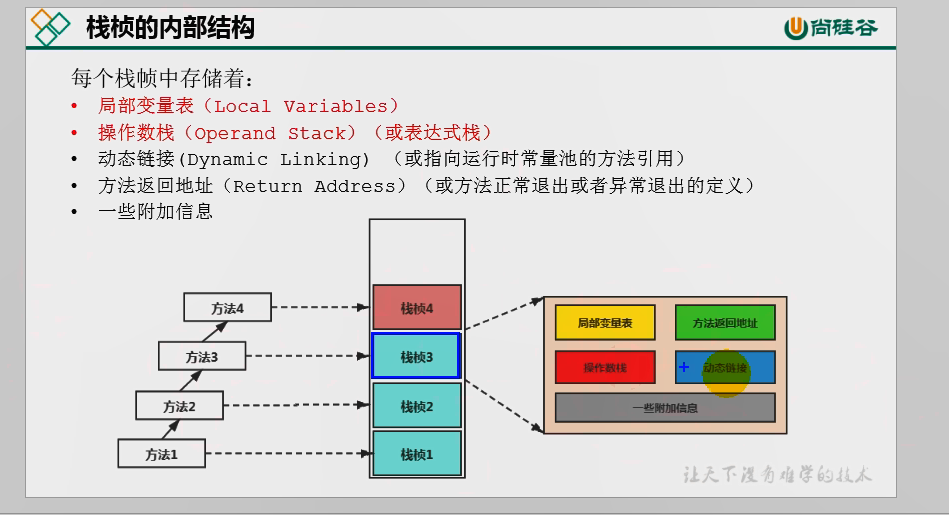 栈桢的内部结构
尚硅谷
每个栈帧中存储着：
• 局部变量表（Local Variables）
• 操作数栈（Operand Stack）（或表达式栈）
• 动态链接(Dynamic Linking) （或指向运行时常量池的方法引用）
• 方法返回地址（Return Address）（或方法正常退出或者异常退出的定义）
• 一些附加信息
方法4
栈桢4
方法3
栈桢3
方法2
栈桢2
方法1
栈桢1
局部变量表
方法返回地址
操作数栈
动态链接
一些附加信息
让天下没有难学的技术